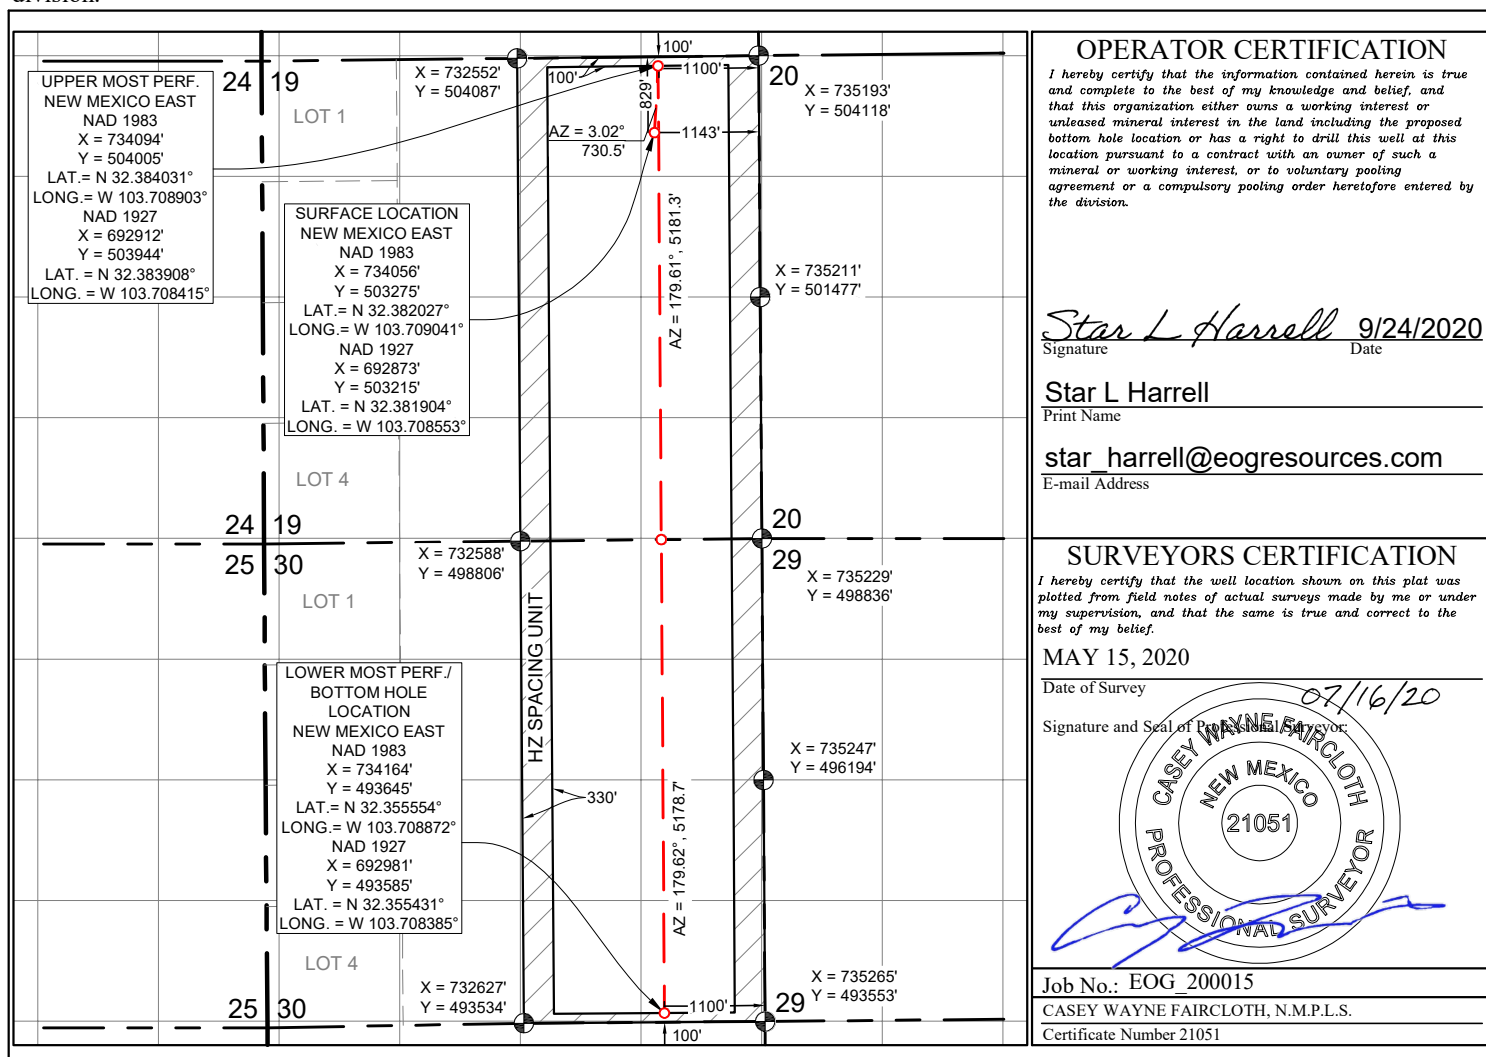 division.
UPPER MOST PERF.
NEW MEXICO EAST
NAD 1983
X = 734094'
Y = 504005'
LAT.= N 32.384031°
LONG.= W 103.708903°
NAD 1927
X = 692912'
Y = 503944'
LAT. = N 32.383908°
LONG. = W 103.708415°
24 19
LOT 1
X = 732552'
Y = 504087'
100'
100'
1100'
829'
AZ = 3.02°
730.5'
1143'
20
X = 735193'
Y = 504118'
SURFACE LOCATION
NEW MEXICO EAST
NAD 1983
X = 734056'
Y = 503275'
LAT.= N 32.382027°
LONG.= W 103.709041°
NAD 1927
X = 692873'
Y = 503215'
LAT. = N 32.381904°
LONG. = W 103.708553°
AZ = 179.61°, 5181.3'
X = 735211'
Y = 501477'
LOT 4
24 19
25 30
LOT 1
X = 732588'
Y = 498806'
20
29
X = 735229'
Y = 498836'
HZ SPACING UNIT
LOWER MOST PERF./
BOTTOM HOLE
LOCATION
NEW MEXICO EAST
NAD 1983
X = 734164'
Y = 493645'
LAT.= N 32.355554°
LONG.= W 103.708872°
NAD 1927
X = 692981'
Y = 493585'
LAT. = N 32.355431°
LONG. = W 103.708385°
330'
AZ = 179.62°, 5178.7'
X = 735247'
Y = 496194'
LOT 4
25 30
X = 732627'
Y = 493534'
1100'
100'
29
X = 735265'
Y = 493553'
OPERATOR CERTIFICATION
I hereby certify that the information contained herein is true
and complete to the best of my knowledge and belief, and
that this organization either owns a working interest or
unleased mineral interest in the land including the proposed
bottom hole location or has a right to drill this well at this
location pursuant to a contract with an owner of such a
mineral or working interest, or to voluntary pooling
agreement or a compulsory pooling order heretofore entered by
the division.
Star L Harrell 9/24/2020
Signature Date
Star L Harrell
Print Name
star_harrell@eogresources.com
E-mail Address
SURVEYORS CERTIFICATION
I hereby certify that the well location shown on this plat was
plotted from field notes of actual surveys made by me or under
my supervision, and that the same is true and correct to the
best of my belief.
MAY 15, 2020
Date of Survey
07/16/20
Signature and Seal of Professional Surveyor:
CASEY WAYNE FAIRCLOTH
NEW MEXICO
21051
PROFESSIONAL SURVEYOR
Job No.: EOG_200015
CASEY WAYNE FAIRCLOTH, N.M.P.L.S.
Certificate Number 21051